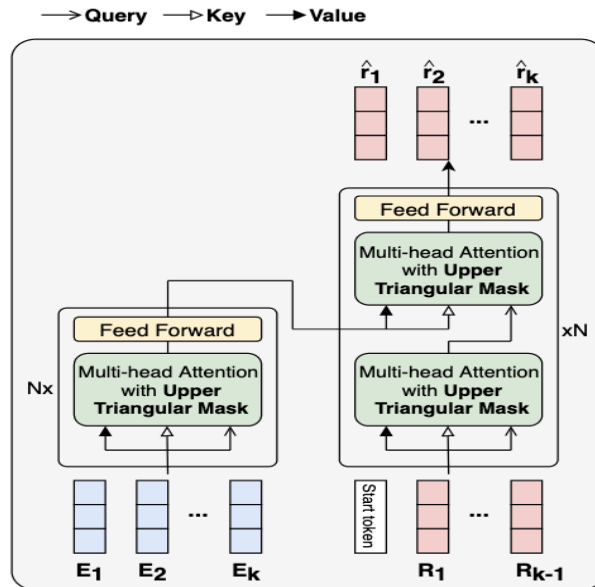 Query Key Value
r̂1 r̂2 ... r̂k
Feed Forward
Multi-head Attention
with Upper
Triangular Mask
xN
Multi-head Attention
with Upper
Triangular Mask
Feed Forward
Nx
Multi-head Attention
with Upper
Triangular Mask
... Start token ...
E1 E2 Ek R1 Rk-1